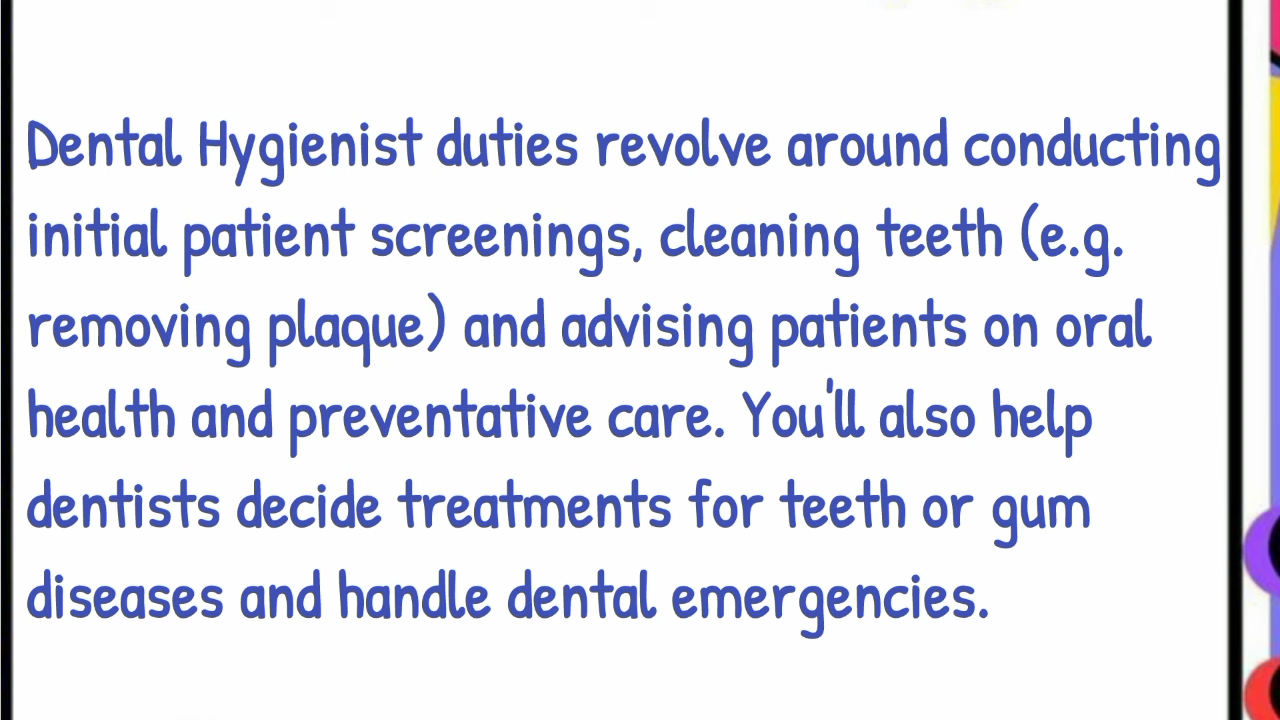 Dental Hygienist duties revolve around conducting
initial patient screenings, cleaning teeth (e.g.
removing plaque) and advising patients on oral
health and preventative care. You'll also help
dentists decide treatments for teeth or gum
diseases and handle dental emergencies.